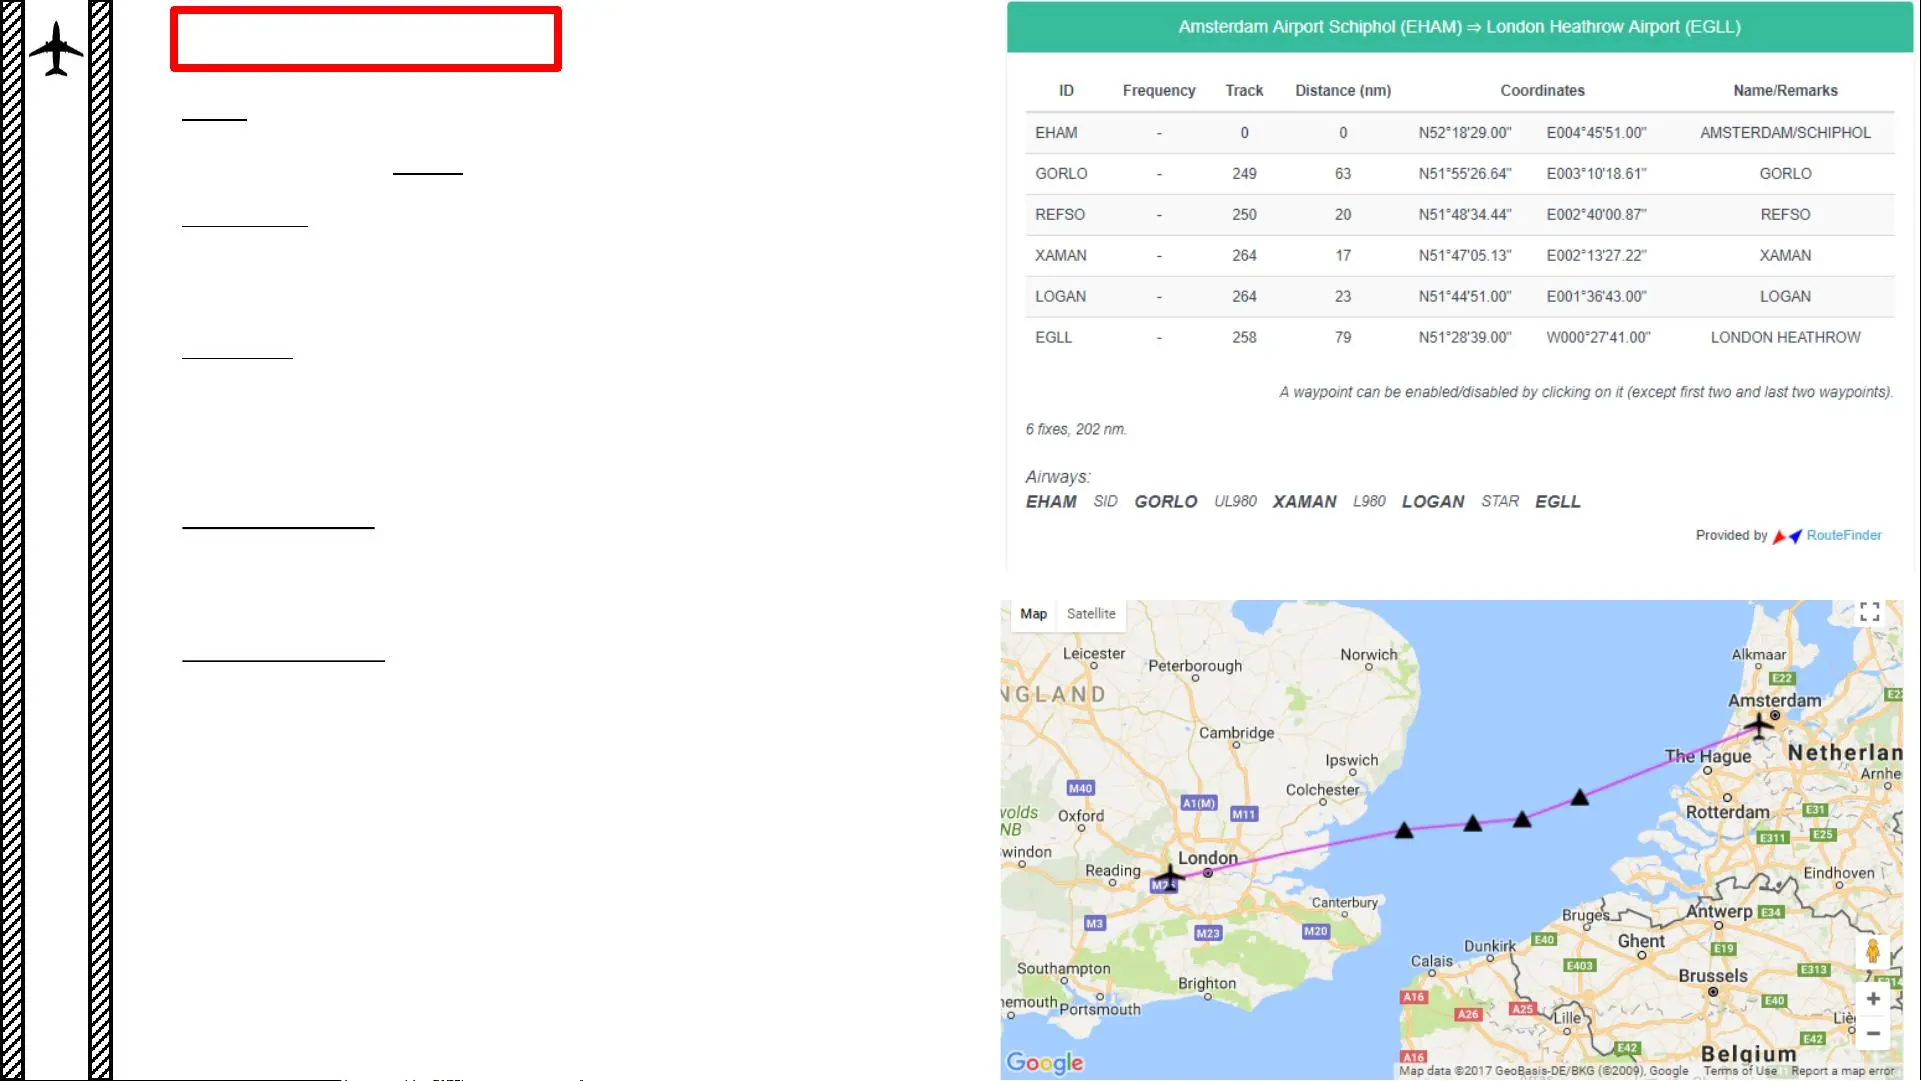 Amsterdam Airport Schiphol (EHAM) ⇒ London Heathrow Airport (EGLL)
ID Frequency Track Distance (nm) Coordinates Name/Remarks
EHAM - 0 0 N52°18'29.00" E004°45'51.00" AMSTERDAM/SCHIPHOL
GORLO - 249 63 N51°55'26.64" E003°10'18.61" GORLO
REFSO - 250 20 N51°48'34.44" E002°40'00.87" REFSO
XAMAN - 264 17 N51°47'05.13" E002°13'27.22" XAMAN
LOGAN - 264 23 N51°44'51.00" E001°36'43.00" LOGAN
EGLL - 258 79 N51°28'39.00" W000°27'41.00" LONDON HEATHROW
A waypoint can be enabled/disabled by clicking on it (except first two and last two waypoints).
6 fixes, 202 nm.
Airways:
EHAM SID GORLO UL980 XAMAN L980 LOGAN STAR EGLL
Provided by RouteFinder
Map Satellite
Leicester
Peterborough
Norwich
Alkmaar
E22
NGLAND
Amsterdam
Cambridge
Ipswich
The Hague
Netherlan
Arnhe
M40
A1(M)
M11
Colchester
Oxford
Rotterdam
E31
E311
E25
wolds
NB
windon
London
Reading
M25
Eindhoven
Canterbury
Bruges
Antwerp
E34
M3
M23
M20
Dunkirk
E40
Ghent
E19
Calais
E403
Brussels
E313
Southampton
Brighton
nemouth
Portsmouth
A16
A26
A25
Lille
E40
E314
Liè
E42
E42
A16
Belgium
Google
Map data ©2017 GeoBasis-DE/BKG (©2009), Google Terms of Use Report a map error